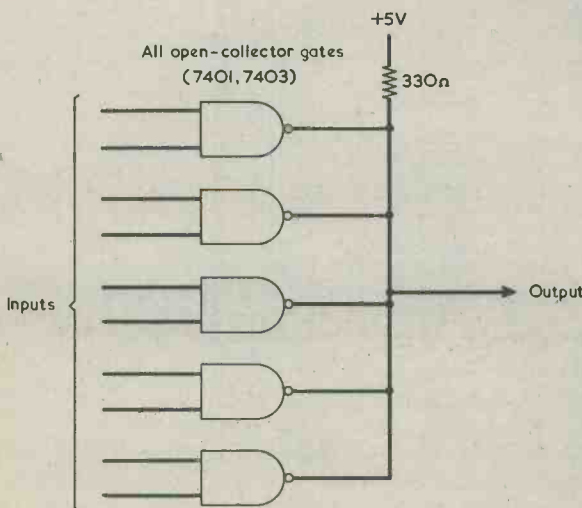 +5V
All open-collector gates
(7401, 7403)
330Ω
Inputs
Output